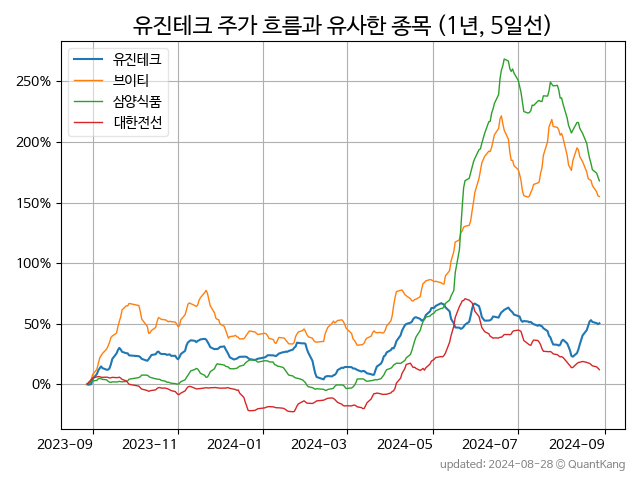 유진테크 주가 흐름과 유사한 종목 (1년, 5일선)
유진테크
브이티
삼양식품
대한전선
250%
200%
150%
100%
50%
0%
2023-09 2023-11 2024-01 2024-03 2024-05 2024-07 2024-09
updated: 2024-08-28 © QuantKang